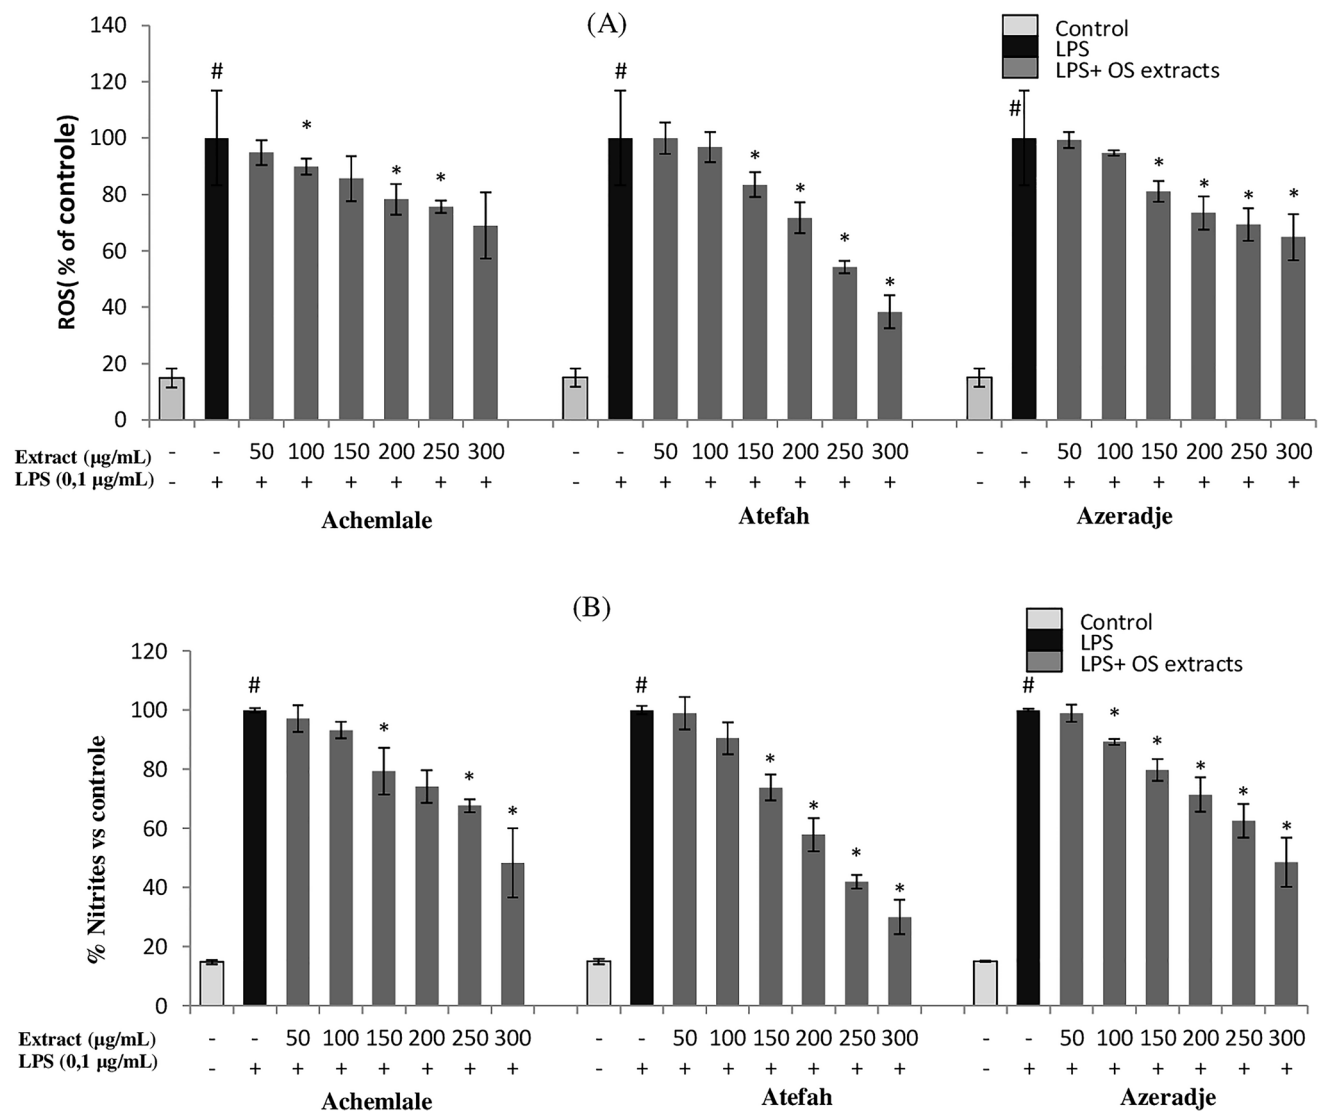 (A)
Control
LPS
LPS+ OS extracts
140
120
100
80
60
40
20
0
ROS( % of controle)
# * * *
# * * * *
# * * * *
Extract (µg/mL) - - 50 100 150 200 250 300 - - 50 100 150 200 250 300 - - 50 100 150 200 250 300
LPS (0,1 µg/mL) - + + + + + + + - + + + + + + + - + + + + + + +
Achemlale Atefah Azeradje
(B)
Control
LPS
LPS+ OS extracts
120
100
80
60
40
20
0
% Nitrites vs controle
# * * *
# * * * *
# * * * * *
Extract (µg/mL) - - 50 100 150 200 250 300 - - 50 100 150 200 250 300 - - 50 100 150 200 250 300
LPS (0,1 µg/mL) - + + + + + + + - + + + + + + + - + + + + + + +
Achemlale Atefah Azeradje